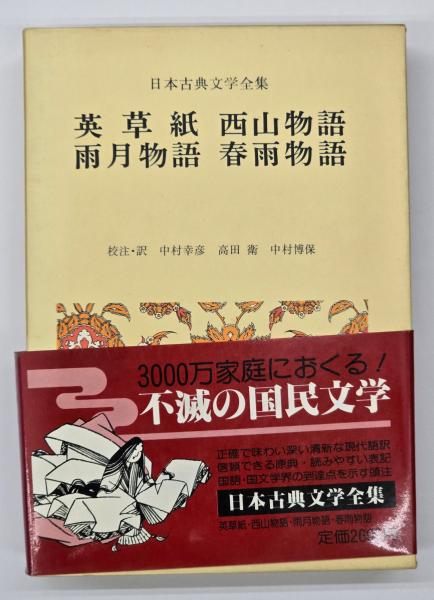 日本古典文学全集
英草紙 西山物語
雨月物語 春雨物語
校注・訳 中村幸彦 高田 衛 中村博保
3000万家庭におくる!
不滅の国民文学
正確で味わい深い清新な現代語訳
信頼できる原典・読みやすい表記
国語・国文学界の到達点を示す頭注
日本古典文学全集
英草紙・西山物語・雨月物語・春雨物語
定価20